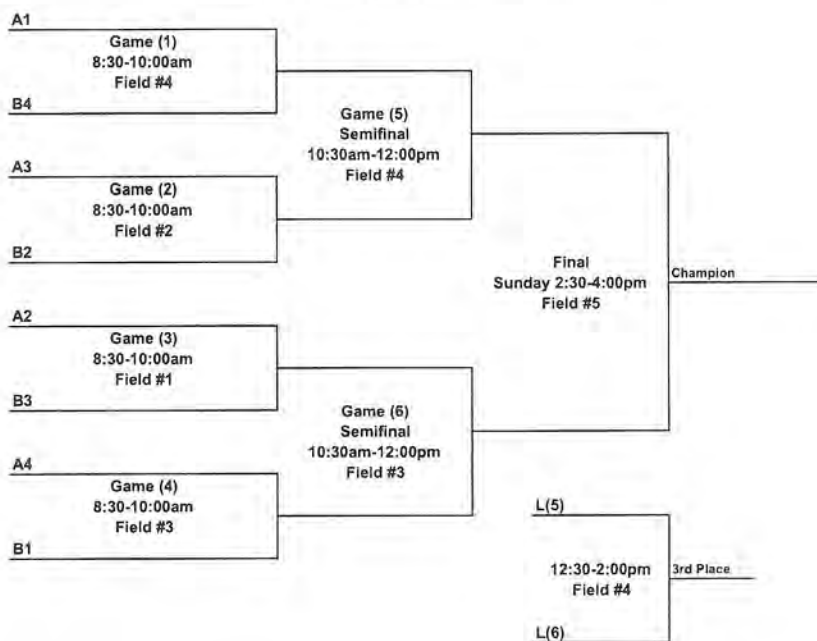 A1
Game (1)
8:30-10:00am
Field #4
B4
Game (5)
Semifinal
10:30am-12:00pm
Field #4
A3
Game (2)
8:30-10:00am
Field #2
B2
Final
Sunday 2:30-4:00pm
Field #5
Champion
A2
Game (3)
8:30-10:00am
Field #1
B3
Game (6)
Semifinal
10:30am-12:00pm
Field #3
A4
Game (4)
8:30-10:00am
Field #3
B1
L(5)
12:30-2:00pm
Field #4
3rd Place
L(6)